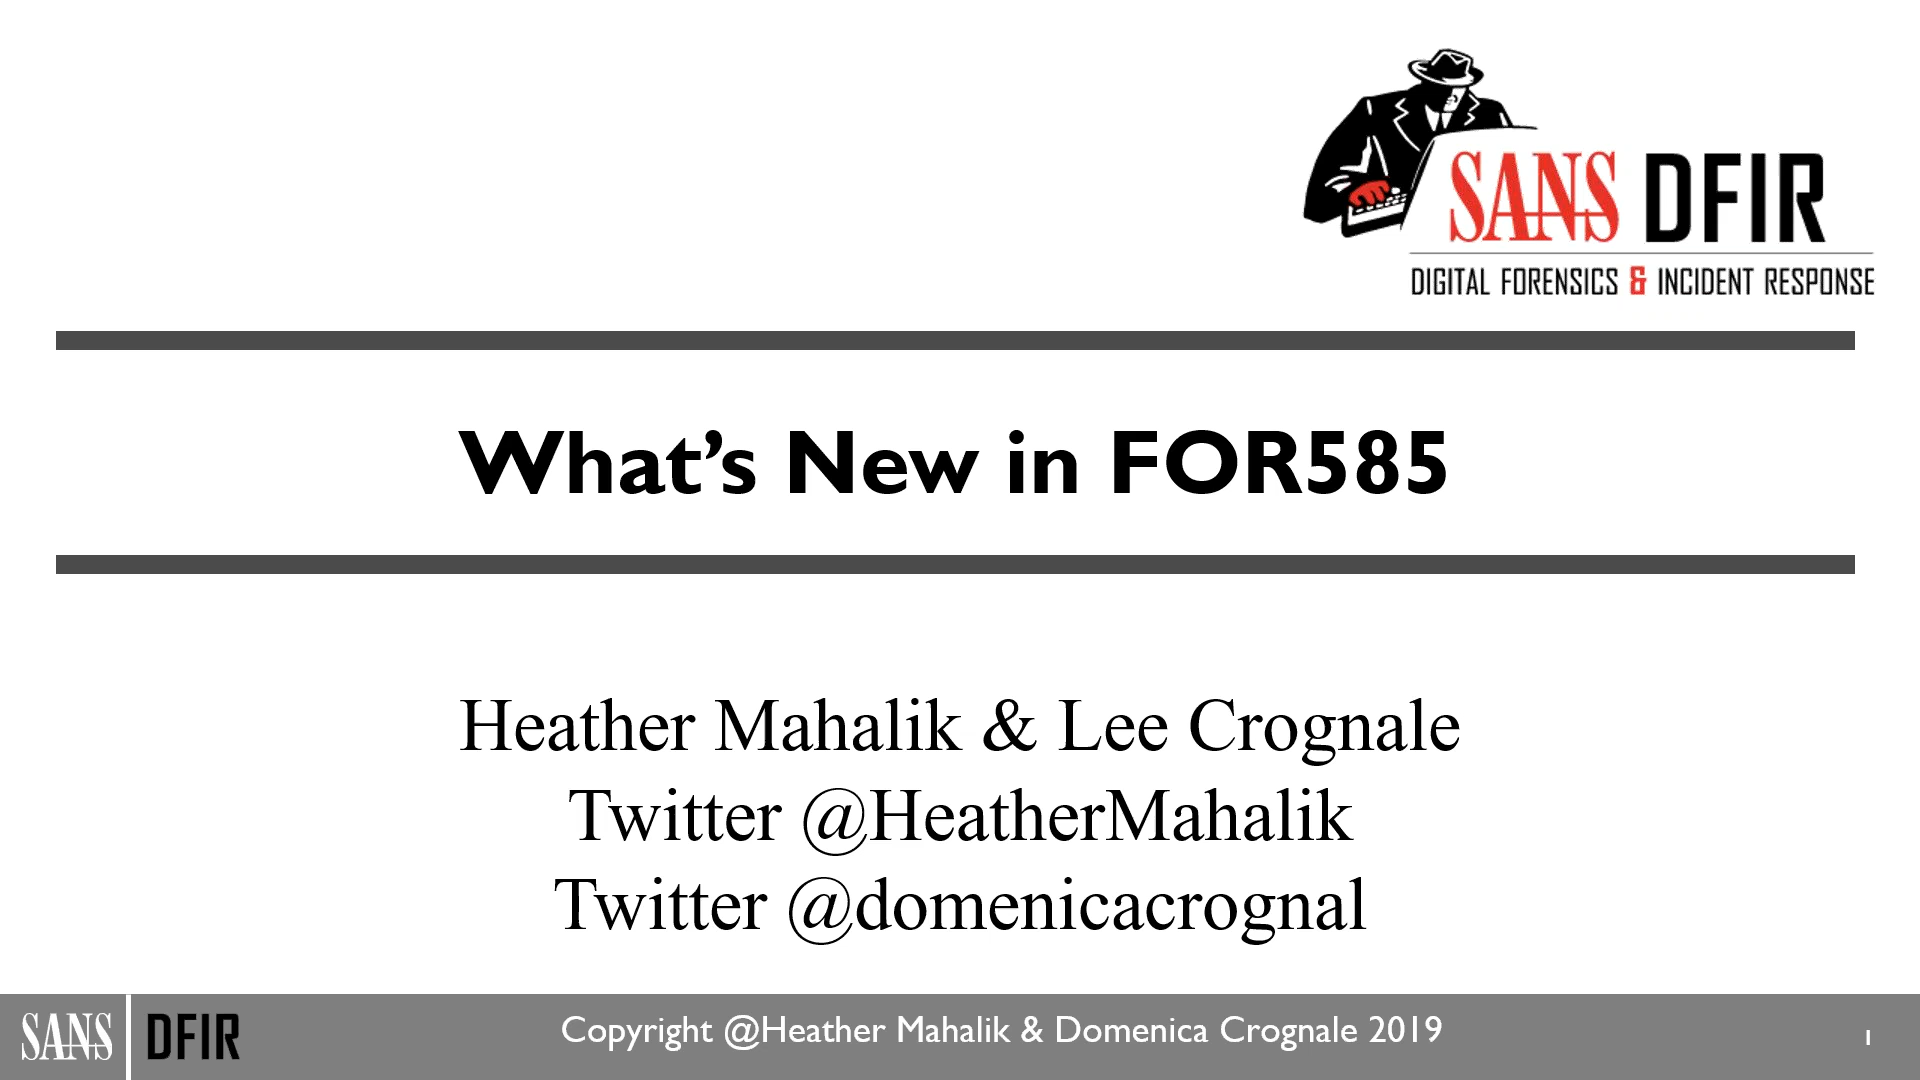 SANS DFIR
DIGITAL FORENSICS & INCIDENT RESPONSE
What’s New in FOR585
Heather Mahalik & Lee Crognale
Twitter @HeatherMahalik
Twitter @domenicacrognal
SANS DFIR
Copyright @Heather Mahalik & Domenica Crognale 2019
1